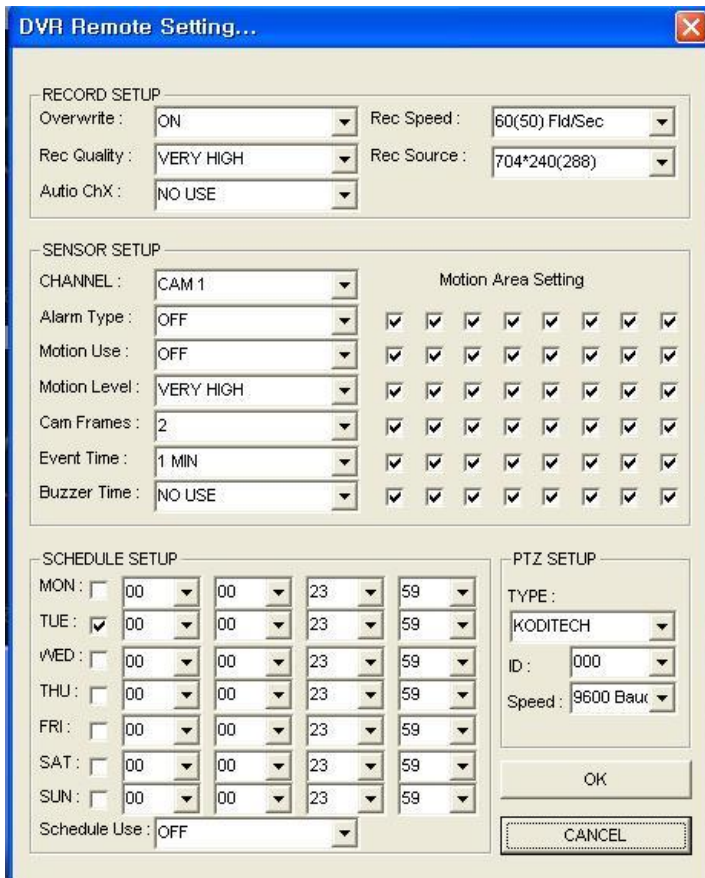 DVR Remote Setting...
RECORD SETUP
Overwrite : ON Rec Speed : 60(50) Fld/Sec
Rec Quality : VERY HIGH Rec Source : 704*240(288)
Autio ChX : NO USE
SENSOR SETUP
CHANNEL : CAM 1 Motion Area Setting
Alarm Type : OFF
Motion Use : OFF
Motion Level : VERY HIGH
Cam Frames : 2
Event Time : 1 MIN
Buzzer Time : NO USE
SCHEDULE SETUP
MON : 00 00 23 59
TUE : 00 00 23 59
WED : 00 00 23 59
THU : 00 00 23 59
FRI : 00 00 23 59
SAT : 00 00 23 59
SUN : 00 00 23 59
Schedule Use : OFF
PTZ SETUP
TYPE :
KODITECH
ID : 000
Speed : 9600 Bauc
OK
CANCEL